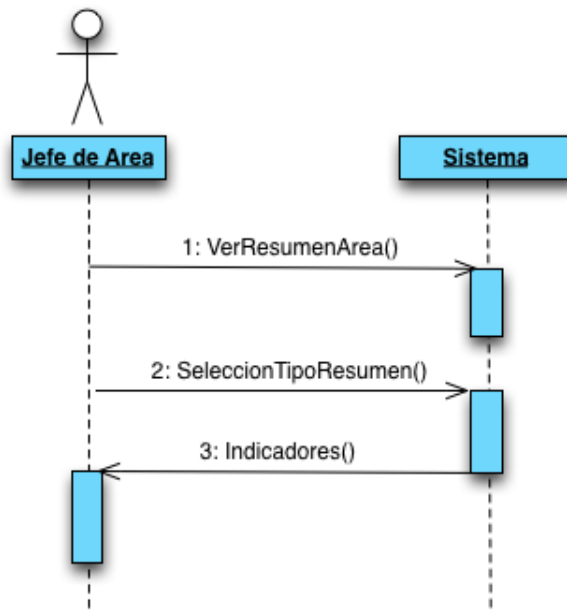 Jefe de Area
Sistema
1: VerResumenArea()
2: SeleccionTipoResumen()
3: Indicadores()